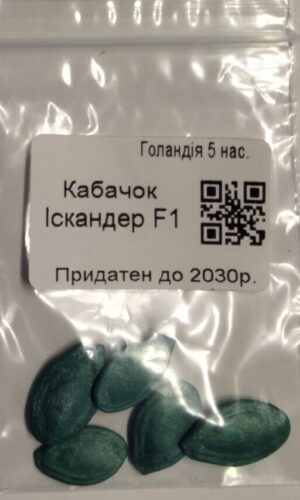 Голандія 5 нас.
Кабачок
Іскандер F1
Придатен до 2030р.